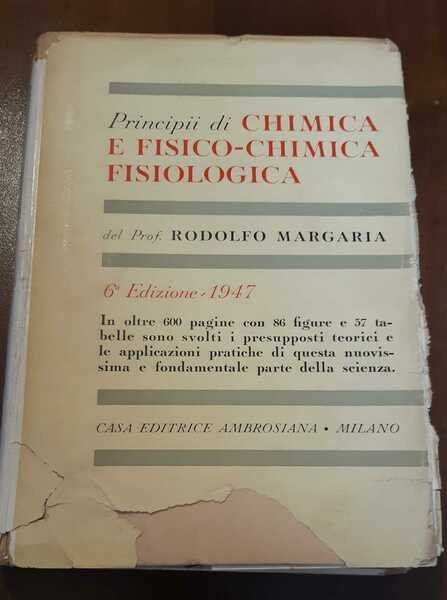 Principii di CHIMICA
E FISICO-CHIMICA
FISIOLOGICA
del Prof. RODOLFO MARGARIA
6ª Edizione - 1947
In oltre 600 pagine con 86 figure e 57 ta-
belle sono svolti i presupposti teorici e
le applicazioni pratiche di questa nuovis-
sima e fondamentale parte della scienza.
CASA EDITRICE AMBROSIANA • MILANO